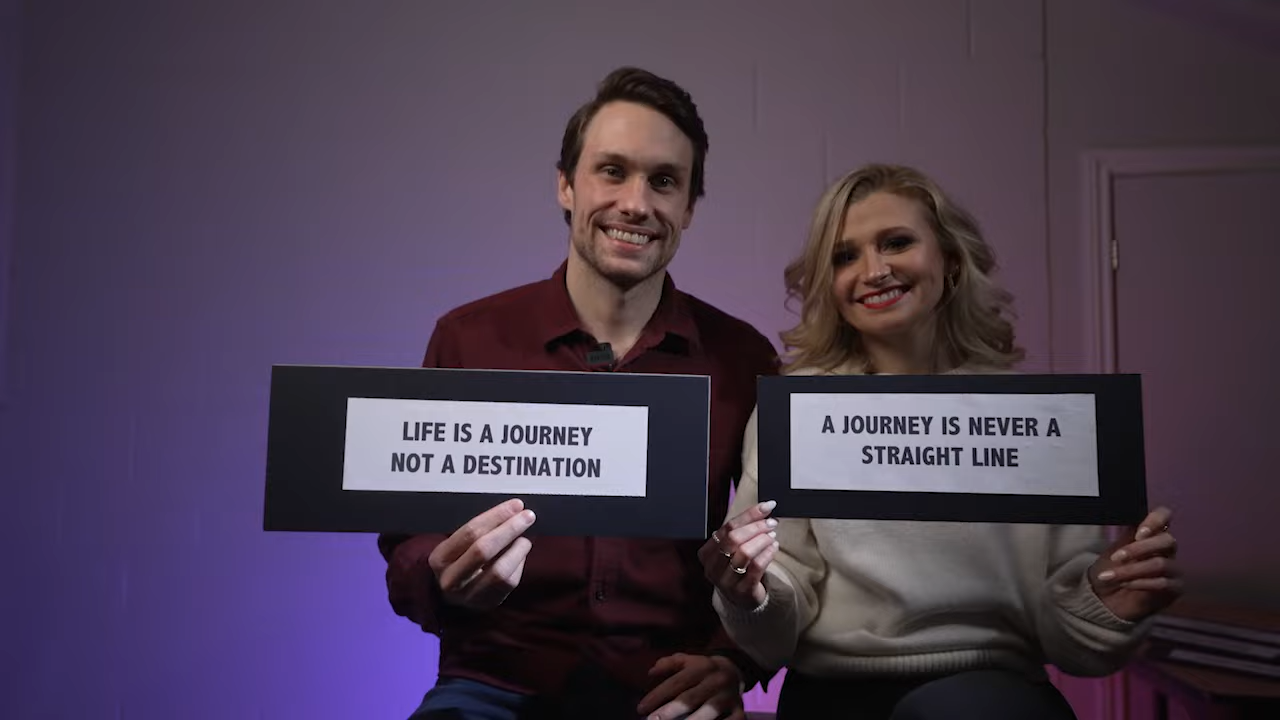 LIFE IS A JOURNEY
NOT A DESTINATION
A JOURNEY IS NEVER A
STRAIGHT LINE